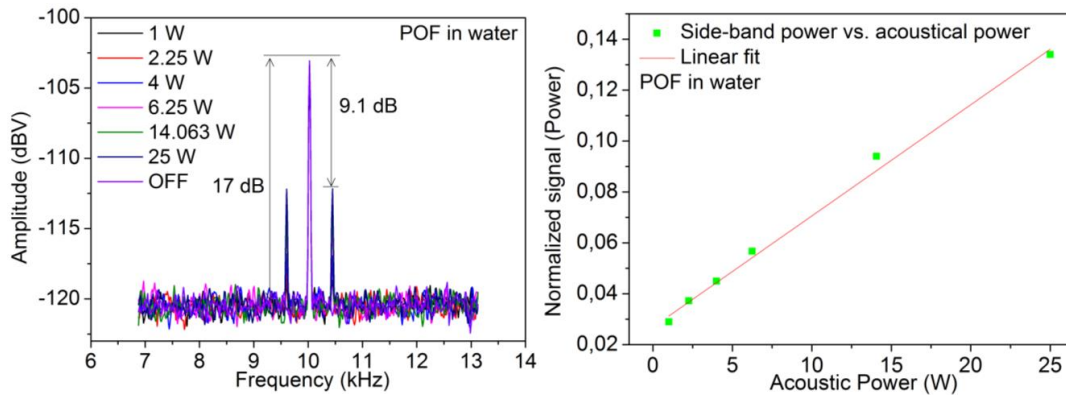 -100
-105
-110
-115
-120
Amplitude (dBV)
1 W
2.25 W
4 W
6.25 W
14.063 W
25 W
OFF
POF in water
9.1 dB
17 dB
6 7 8 9 10 11 12 13 14
Frequency (kHz)
0,14
0,12
0,10
0,08
0,06
0,04
0,02
Normalized signal (Power)
Side-band power vs. acoustical power
Linear fit
POF in water
0 5 10 15 20 25
Acoustic Power (W)